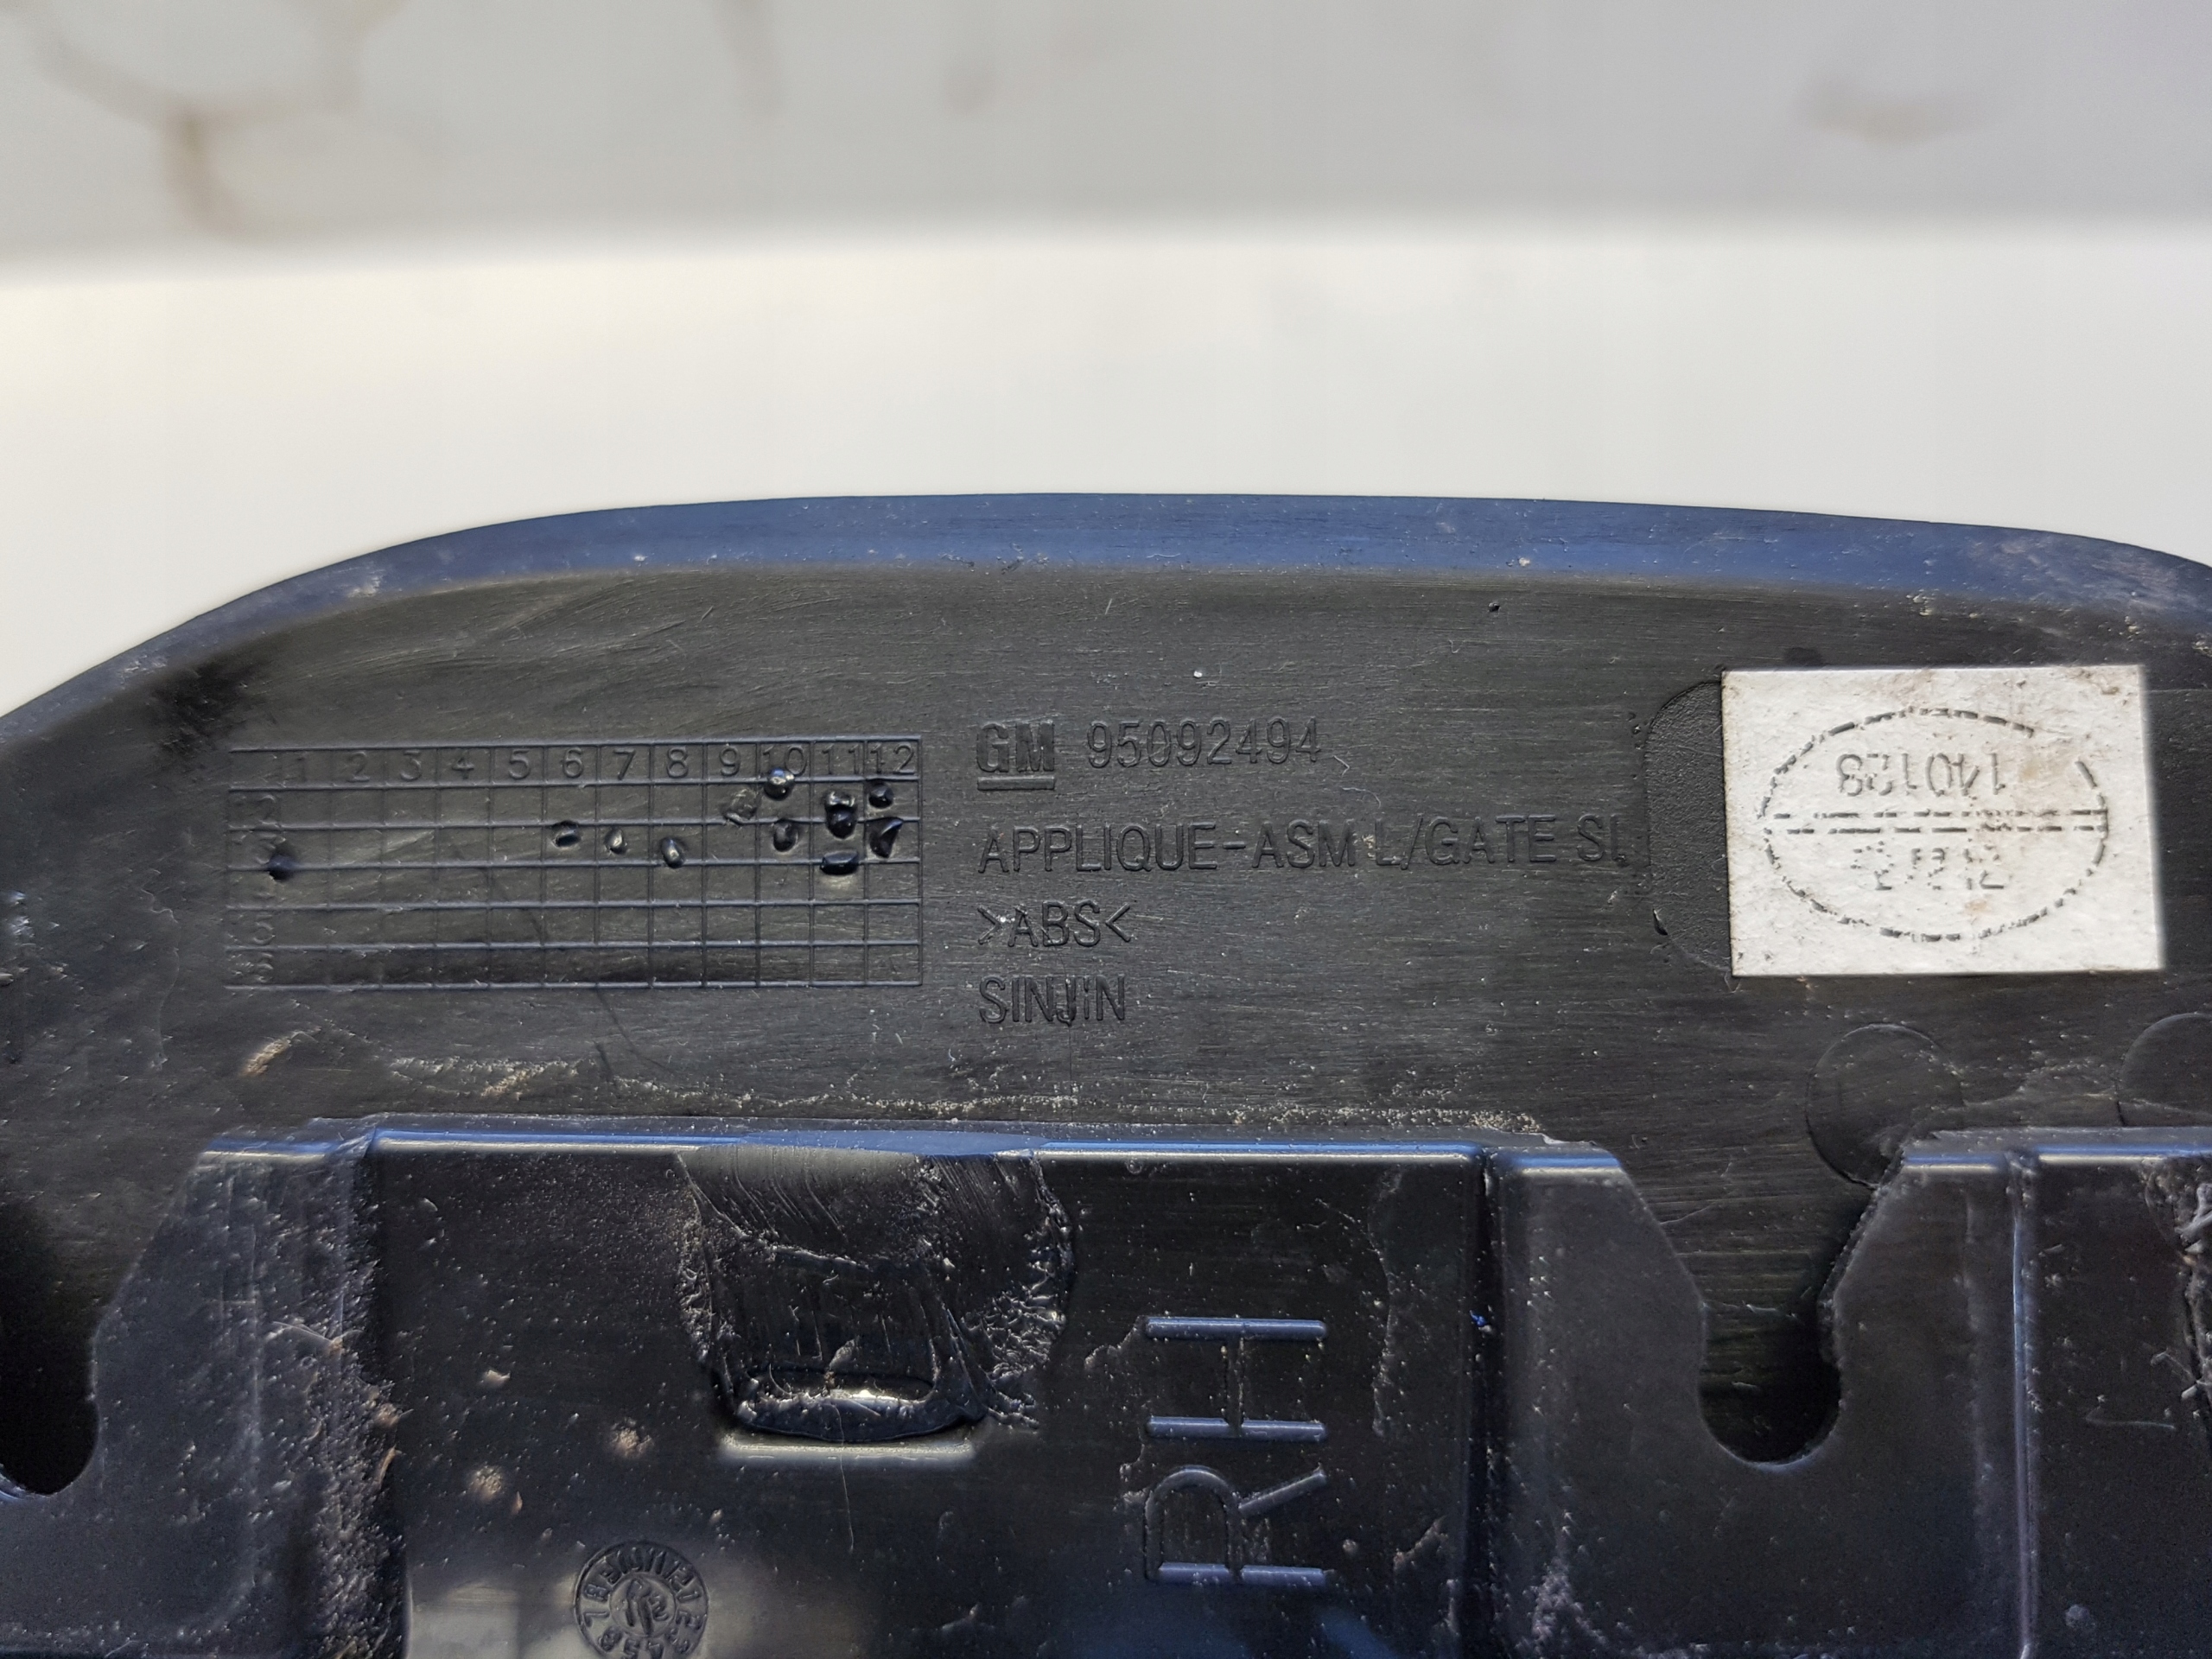 1 2 3 4 5 6 7 8 9 10 11 12
GM 95092494
APPLIQUE-ASM L/GATE SI.
>ABS<
SINJiN
140123
RH